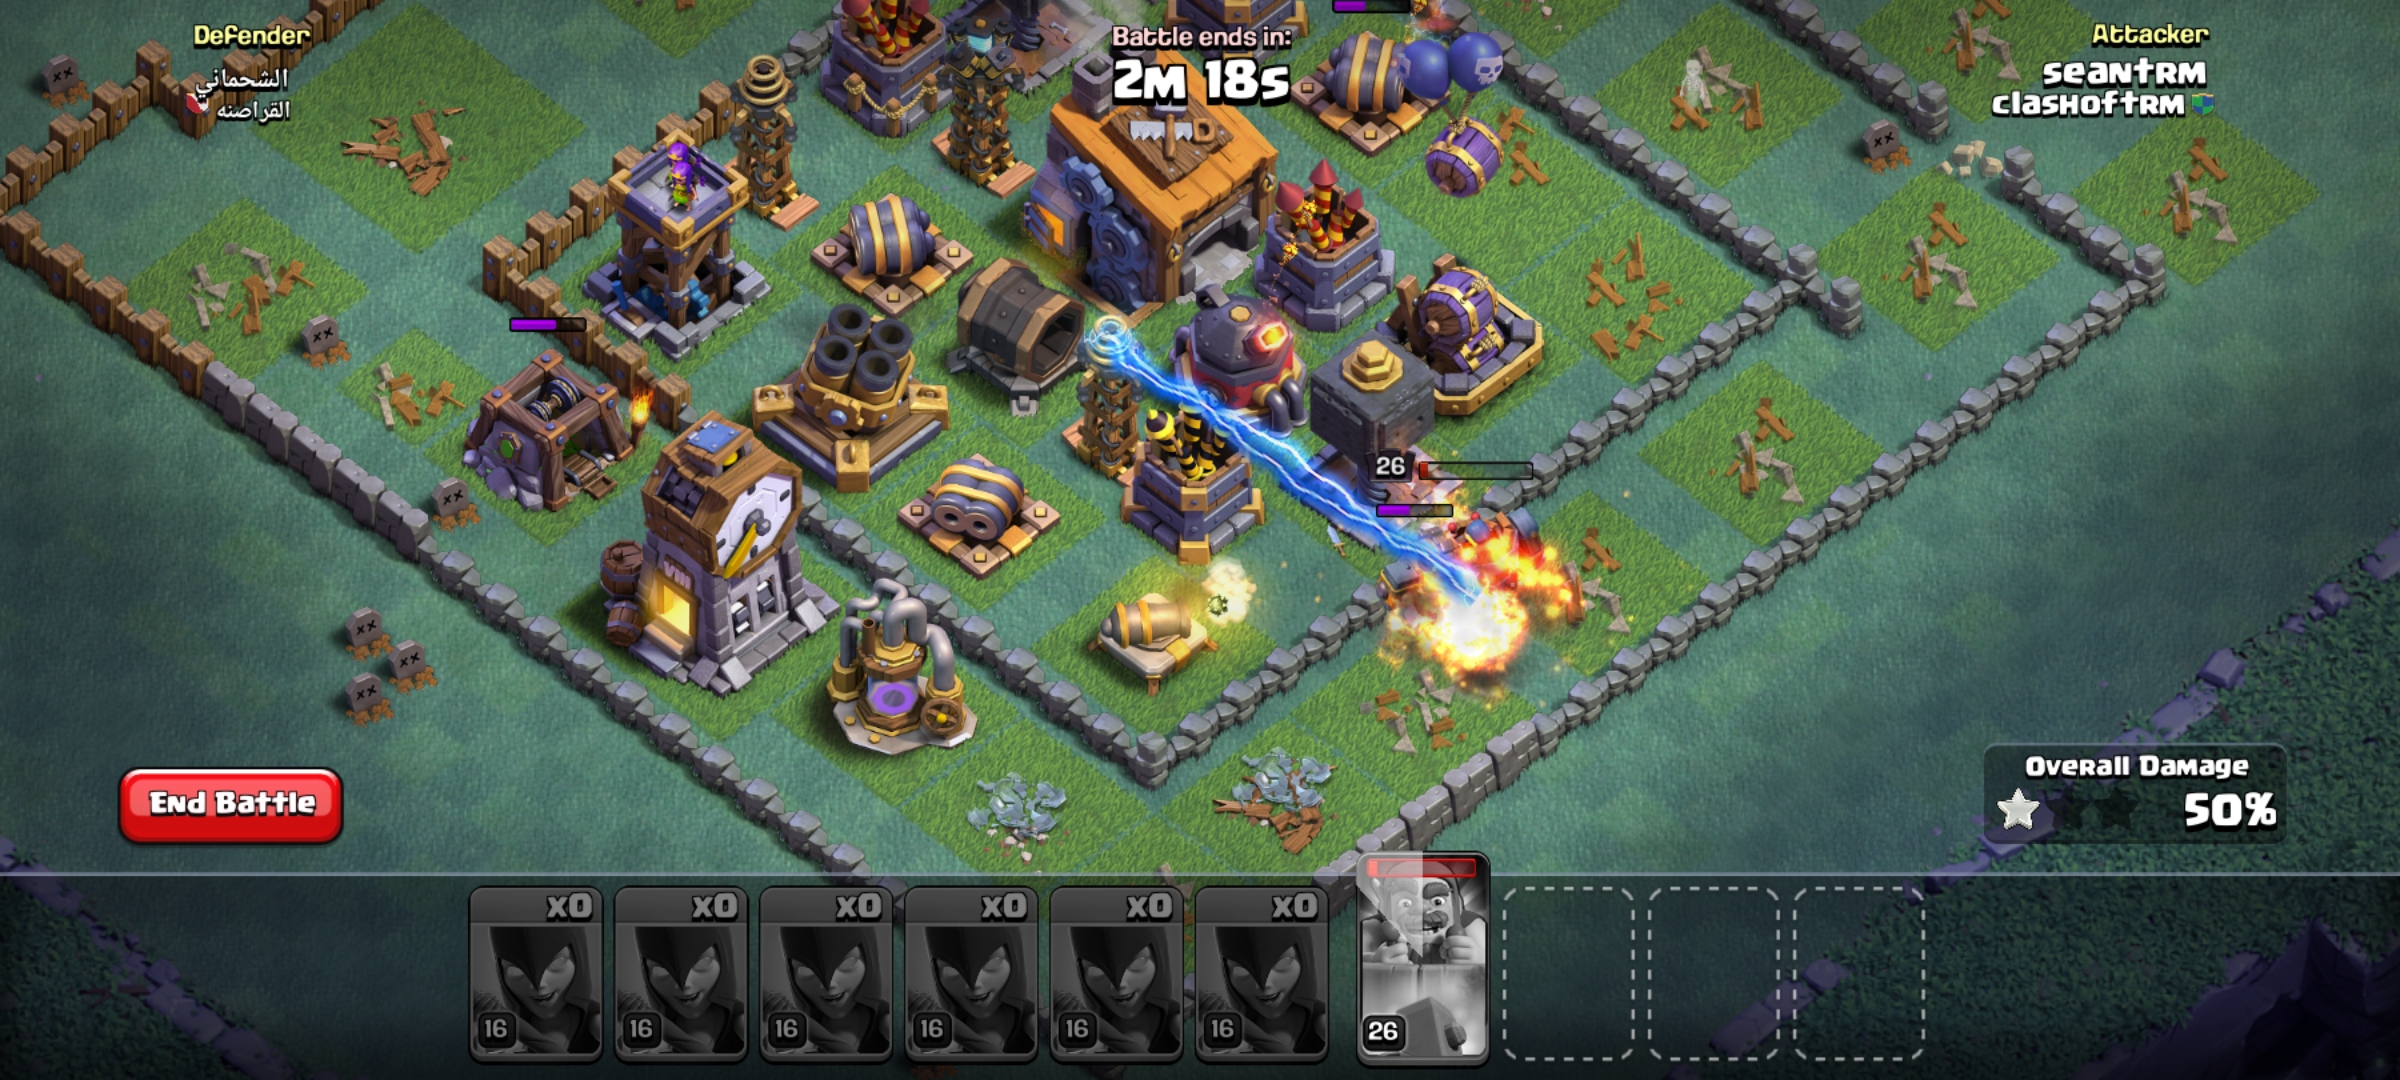 Defender
الشحماني
القراصنه
Battle ends in:
2M 18s
Attacker
seantRM
clashoftRM
26
End Battle
Overall Damage
50%
x0
x0
x0
x0
x0
x0
16
16
16
16
16
16
26